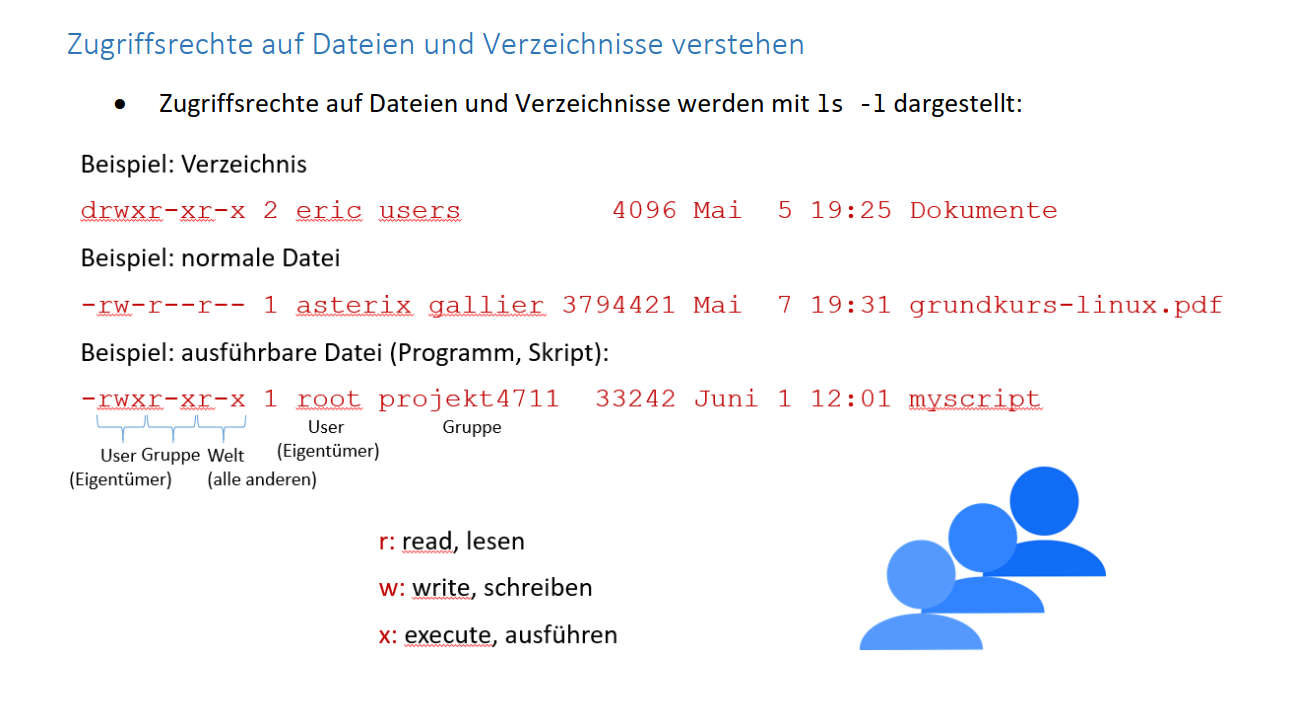 Zugriffsrechte auf Dateien und Verzeichnisse verstehen
• Zugriffsrechte auf Dateien und Verzeichnisse werden mit ls -l dargestellt:
Beispiel: Verzeichnis
drwxr-xr-x 2 eric users 4096 Mai 5 19:25 Dokumente
Beispiel: normale Datei
-rw-r--r-- 1 asterix gallier 3794421 Mai 7 19:31 grundkurs-linux.pdf
Beispiel: ausführbare Datei (Programm, Skript):
-rwxr-xr-x 1 root projekt4711 33242 Juni 1 12:01 myscript
User Gruppe
(Eigentümer)
User Gruppe Welt
(Eigentümer) (alle anderen)
r: read, lesen
w: write, schreiben
x: execute, ausführen